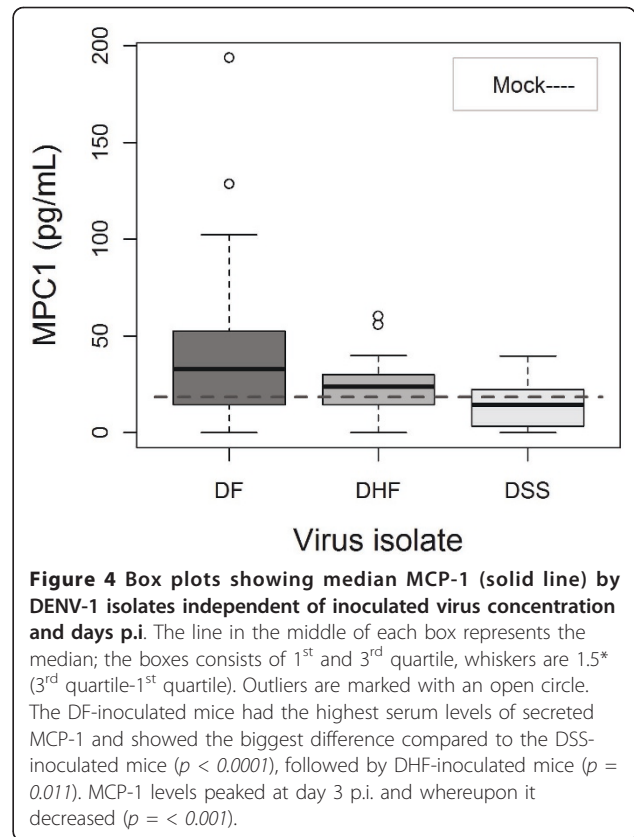 200
150
100
50
0
MPC1 (pg/mL)
Mock----
DF DHF DSS
Virus isolate
Figure 4 Box plots showing median MCP-1 (solid line) by
DENV-1 isolates independent of inoculated virus concentration
and days p.i. The line in the middle of each box represents the
median; the boxes consists of 1st and 3rd quartile, whiskers are 1.5*
(3rd quartile-1st quartile). Outliers are marked with an open circle.
The DF-inoculated mice had the highest serum levels of secreted
MCP-1 and showed the biggest difference compared to the DSS-
inoculated mice (p < 0.0001), followed by DHF-inoculated mice (p =
0.011). MCP-1 levels peaked at day 3 p.i. and whereupon it
decreased (p = < 0.001).